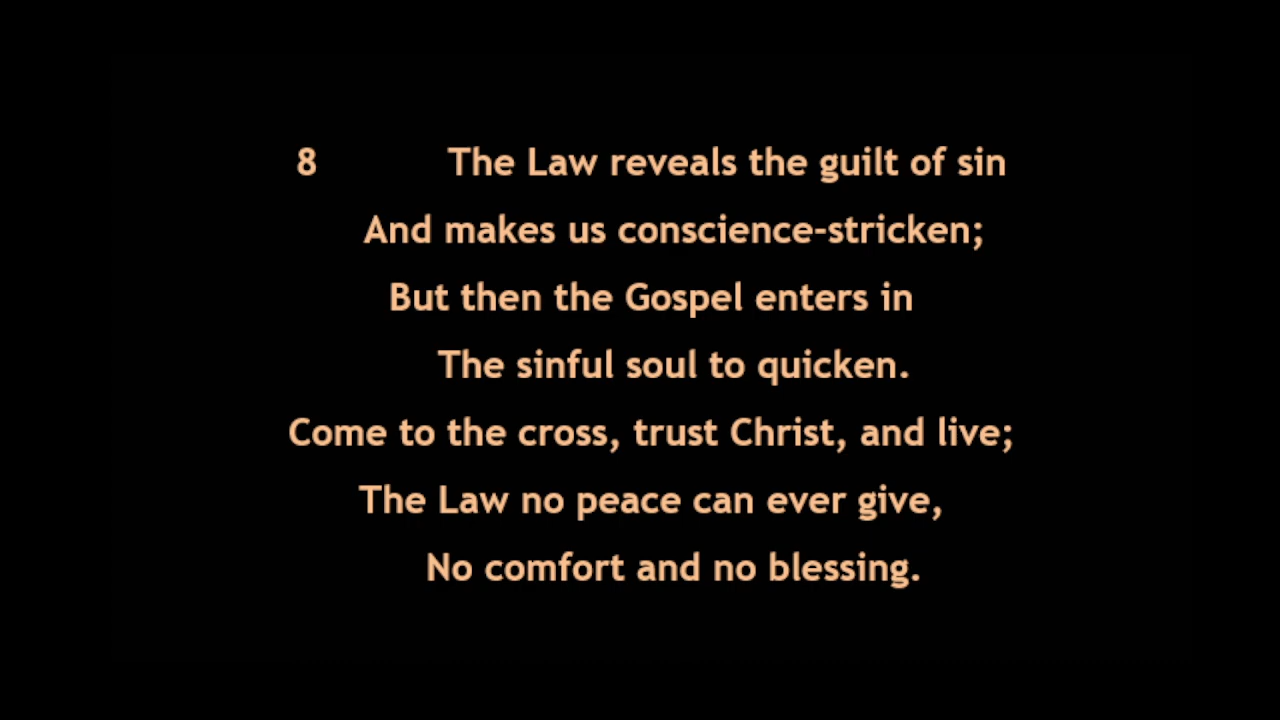 8 The Law reveals the guilt of sin
And makes us conscience-stricken;
But then the Gospel enters in
The sinful soul to quicken.
Come to the cross, trust Christ, and live;
The Law no peace can ever give,
No comfort and no blessing.